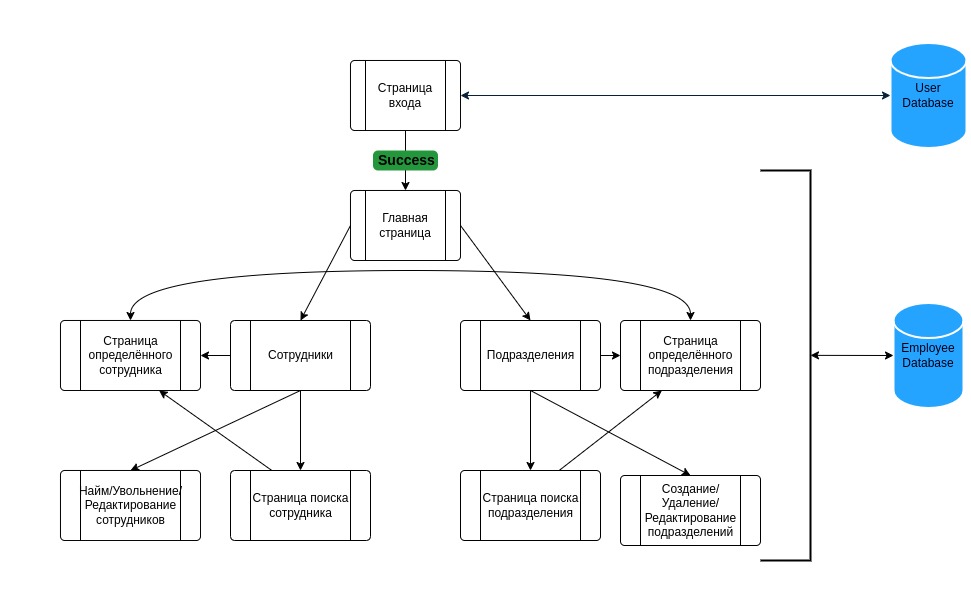 Страница
входа
User
Database
Success
Главная
страница
Страница
определённого
сотрудника
Сотрудники
Подразделения
Страница
определённого
подразделения
Employee
Database
Найм/Увольнение/
Редактирование
сотрудников
Страница поиска
сотрудника
Страница поиска
подразделения
Создание/
Удаление/
Редактирование
подразделений